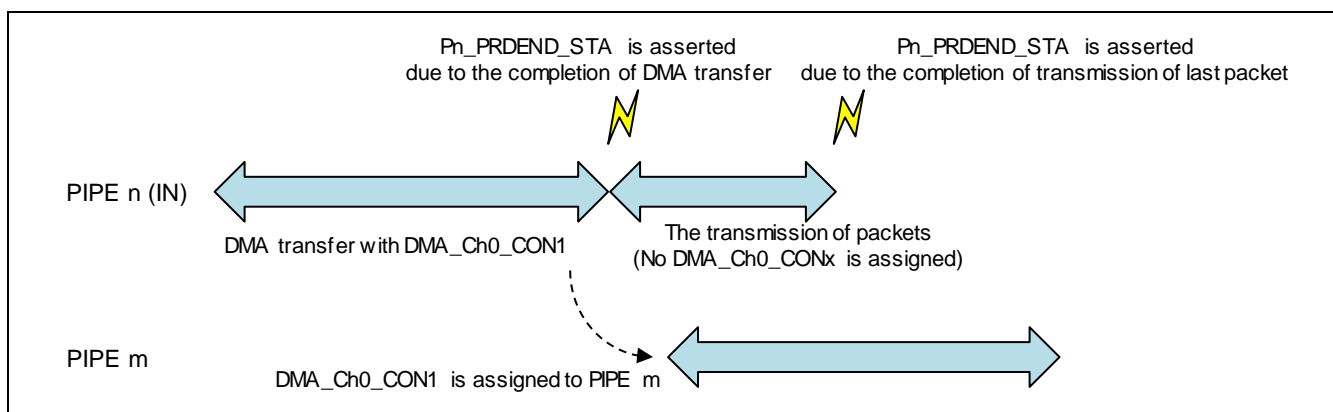 Pn_PRDEND_STA is asserted
due to the completion of DMA transfer
Pn_PRDEND_STA is asserted
due to the completion of transmission of last packet
PIPE n (IN)
DMA transfer with DMA_Ch0_CON1
The transmission of packets
(No DMA_Ch0_CONx is assigned)
PIPE m
DMA_Ch0_CON1 is assigned to PIPE m